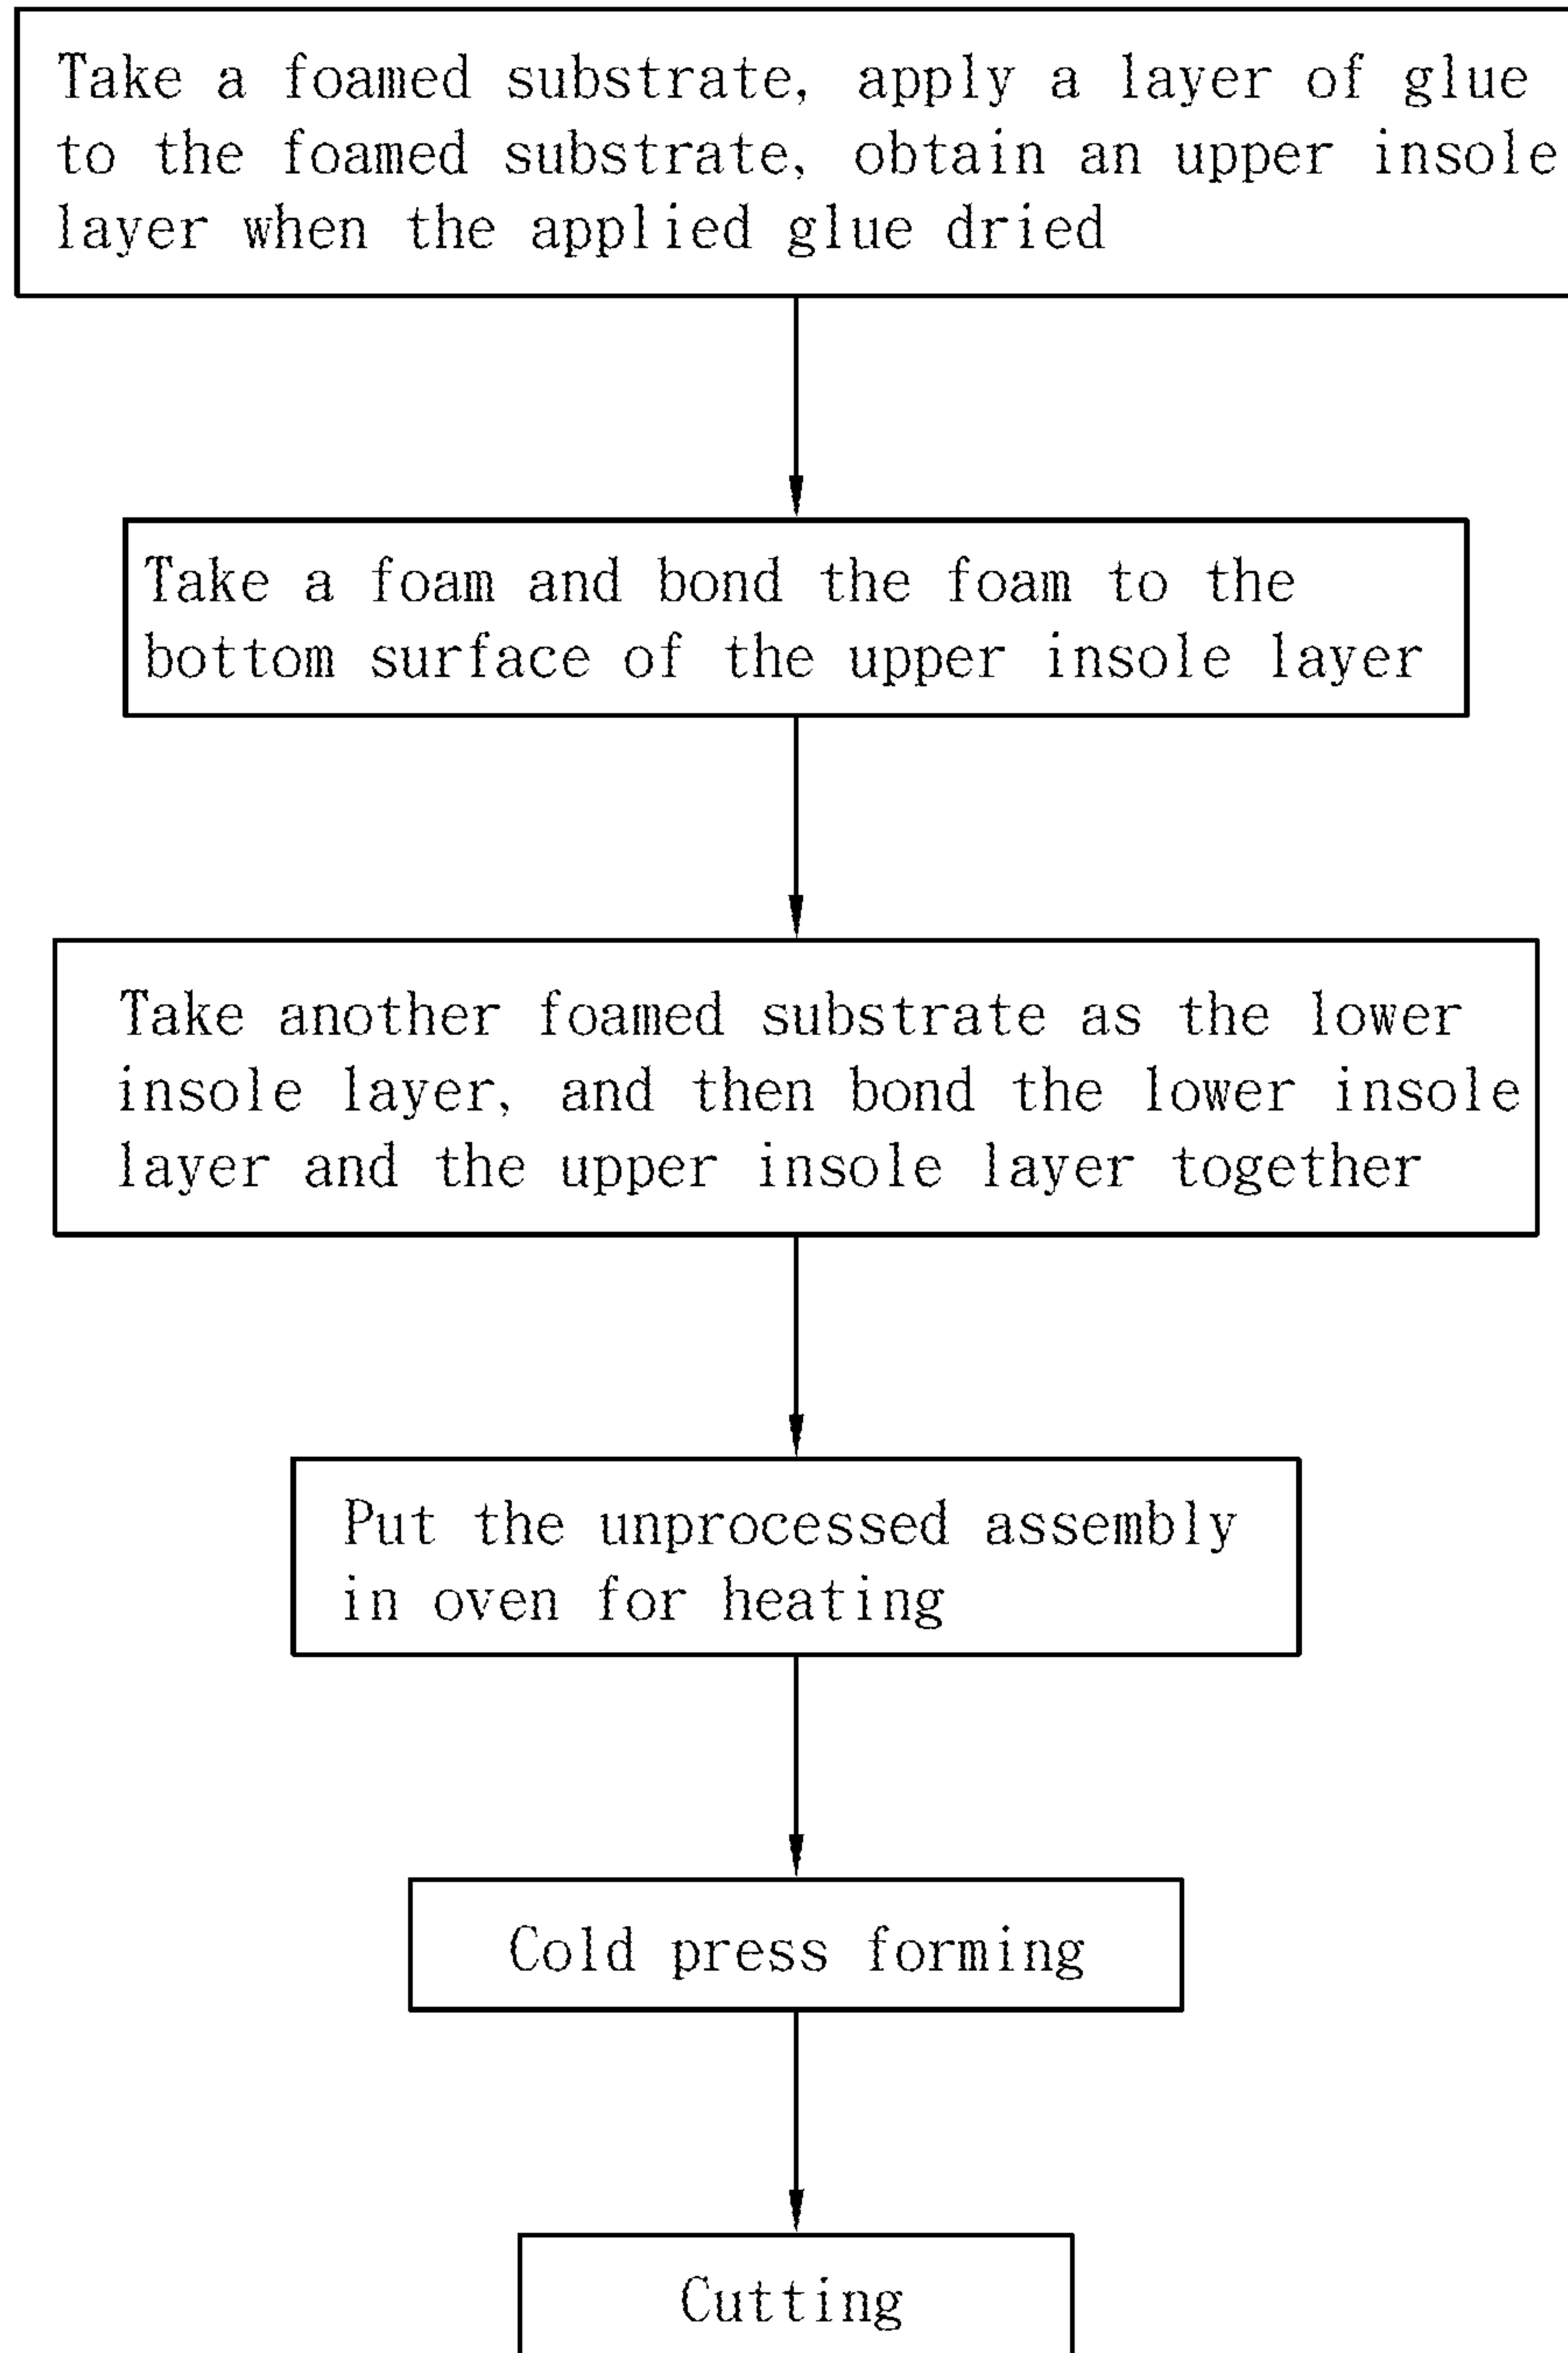 Take a foamed substrate, apply a layer of glue
to the foamed substrate, obtain an upper insole
layer when the applied glue dried
Take a foam and bond the foam to the
bottom surface of the upper insole layer
Take another foamed substrate as the lower
insole layer, and then bond the lower insole
layer and the upper insole layer together
Put the unprocessed assembly
in oven for heating
Cold press forming
Cutting